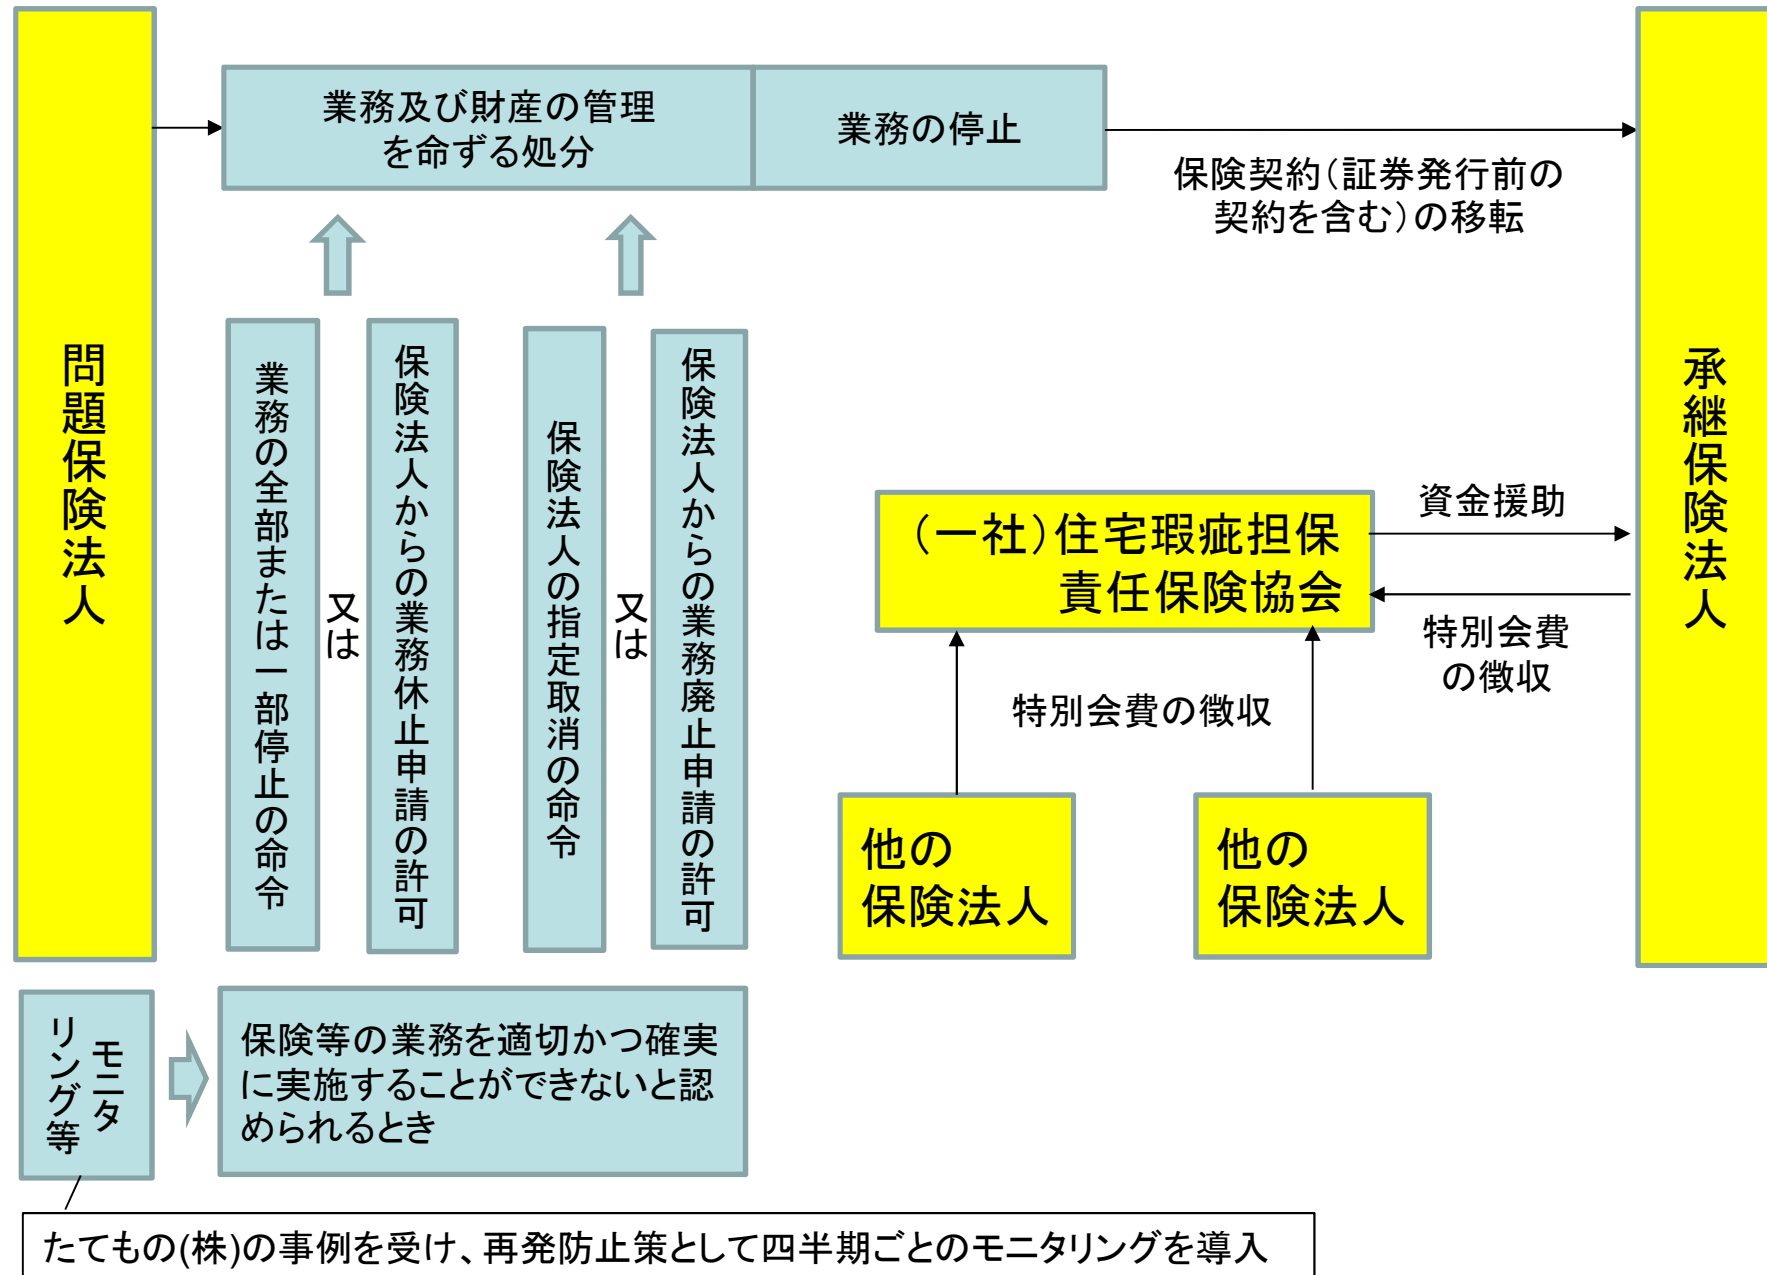 問題保険法人
業務及び財産の管理
を命ずる処分
業務の停止
保険契約(証券発行前の
契約を含む)の移転
承継保険法人
業務の全部または一部停止の命令
又は
保険法人からの業務休止申請の許可
保険法人の指定取消の命令
又は
保険法人からの業務廃止申請の許可
(一社)住宅瑕疵担保
責任保険協会
資金援助
特別会費
の徴収
特別会費の徴収
他の
保険法人
他の
保険法人
モニタ
リング等
保険等の業務を適切かつ確実
に実施することができないと認
められるとき
たてもの(株)の事例を受け、再発防止策として四半期ごとのモニタリングを導入